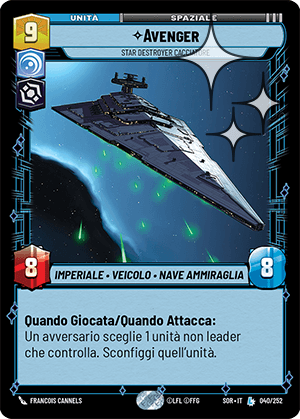 UNITÀ
SPAZIALE
9
AVENGER
STAR DESTROYER CACCIATORE
8
IMPERIALE • VEICOLO • NAVE AMMIRAGLIA
8
Quando Giocata/Quando Attacca:
Un avversario sceglie 1 unità non leader
che controlla. Sconfiggi quell'unità.
FRANCOIS CANNELS
©LFL ©FFG
SOR • IT
L
040/252